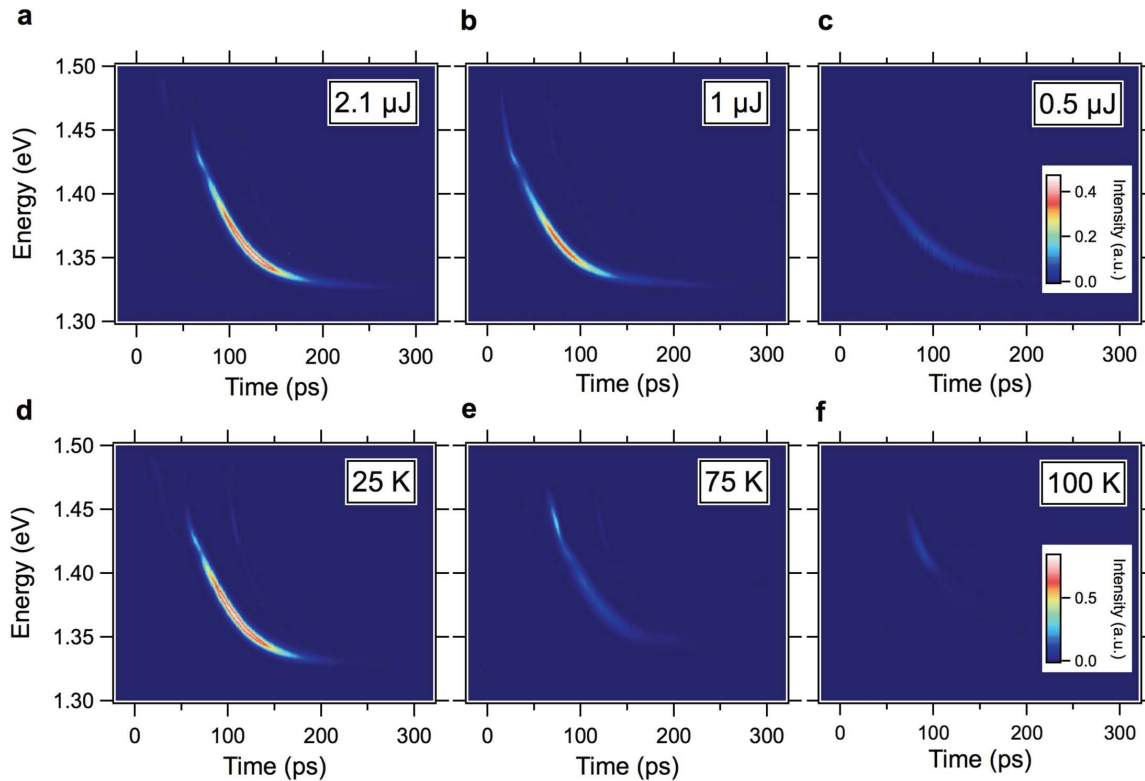 a
b
c
1.50
1.45
1.40
1.35
1.30
Energy (eV)
2.1 μJ
1 μJ
0.5 μJ
0.4
0.2
0.0
Intensity (a.u.)
0 100 200 300
0 100 200 300
0 100 200 300
Time (ps)
Time (ps)
Time (ps)
d
e
f
1.50
1.45
1.40
1.35
1.30
Energy (eV)
25 K
75 K
100 K
0.5
0.0
Intensity (a.u.)
0 100 200 300
0 100 200 300
0 100 200 300
Time (ps)
Time (ps)
Time (ps)